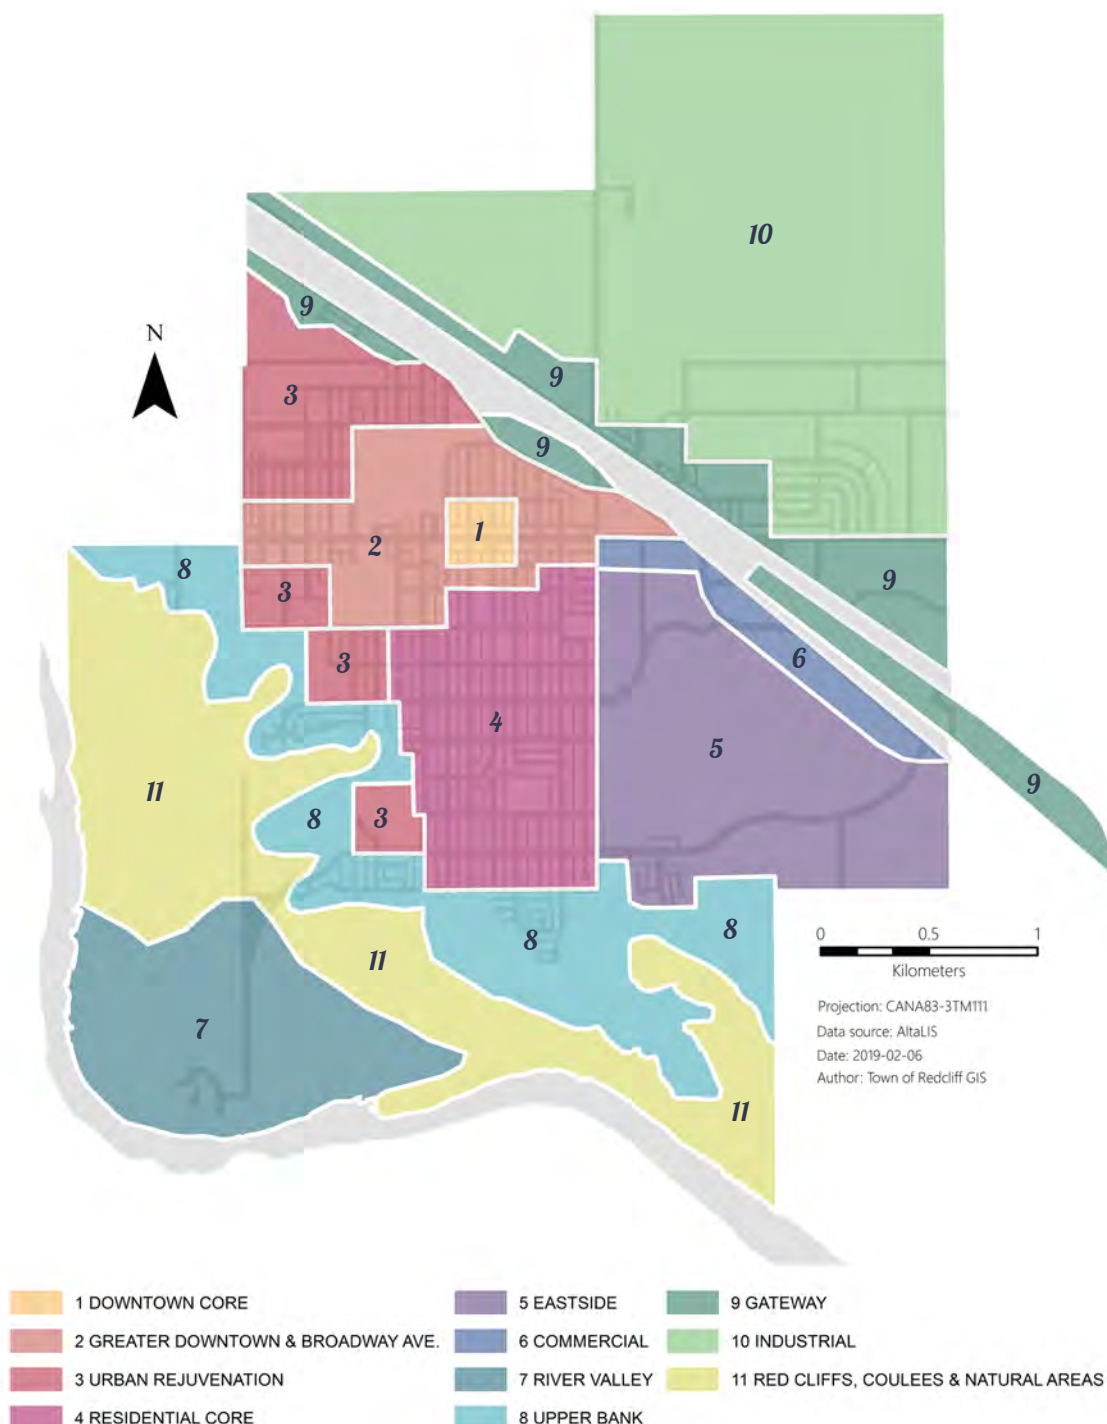 10
9
N
9
3
9
1
2
8
9
3
3
6
4
5
11
9
8
3
8
8
11
0 0.5 1
Kilometers
Projection: CANA83-3TM111
7
Data source: AltaLIS
Date: 2019-02-06
Author: Town of Redcliff GIS
11
1 DOWNTOWN CORE
2 GREATER DOWNTOWN & BROADWAY AVE.
3 URBAN REJUVENATION
4 RESIDENTIAL CORE
5 EASTSIDE
6 COMMERCIAL
7 RIVER VALLEY
8 UPPER BANK
9 GATEWAY
10 INDUSTRIAL
11 RED CLIFFS, COULEES & NATURAL AREAS